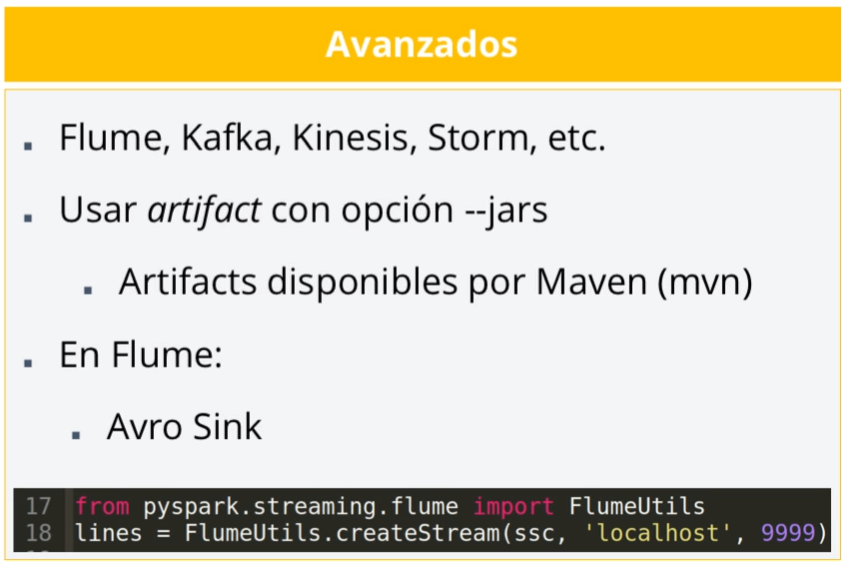 Avanzados
Flume, Kafka, Kinesis, Storm, etc.
Usar artifact con opción --jars
Artifacts disponibles por Maven (mvn)
En Flume:
Avro Sink
17 from pyspark.streaming.flume import FlumeUtils
18 lines = FlumeUtils.createStream(ssc, 'localhost', 9999)